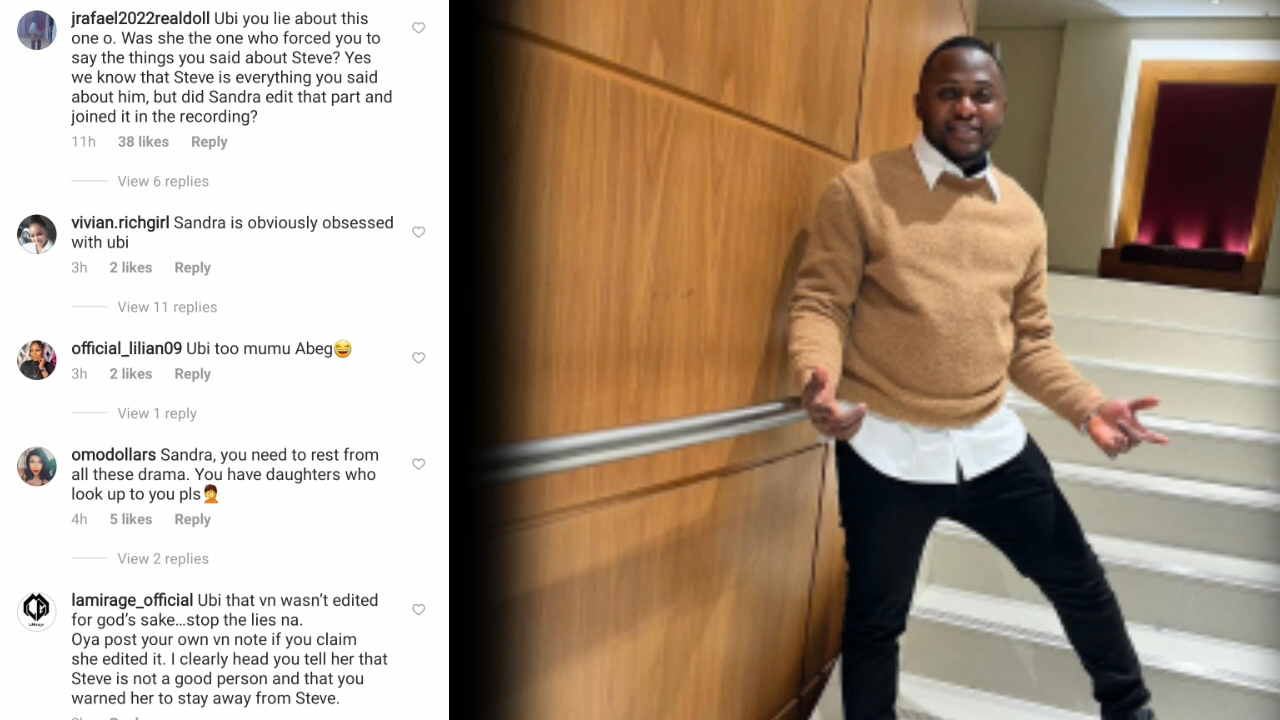 jrafael2022realdoll Ubi you lie about this
one o. Was she the one who forced you to
say the things you said about Steve? Yes
we know that Steve is everything you said
about him, but did Sandra edit that part and
joined it in the recording?
11h 38 likes Reply
View 6 replies
vivian.richgirl Sandra is obviously obsessed
with ubi
3h 2 likes Reply
View 11 replies
official_lilian09 Ubi too mumu Abeg😂
3h 2 likes Reply
View 1 reply
omodollars Sandra, you need to rest from
all these drama. You have daughters who
look up to you pls🤦
4h 5 likes Reply
View 2 replies
lamirage_official Ubi that vn wasn't edited
for god's sake…stop the lies na.
Oya post your own vn note if you claim
she edited it. I clearly head you tell her that
Steve is not a good person and that you
warned her to stay away from Steve.